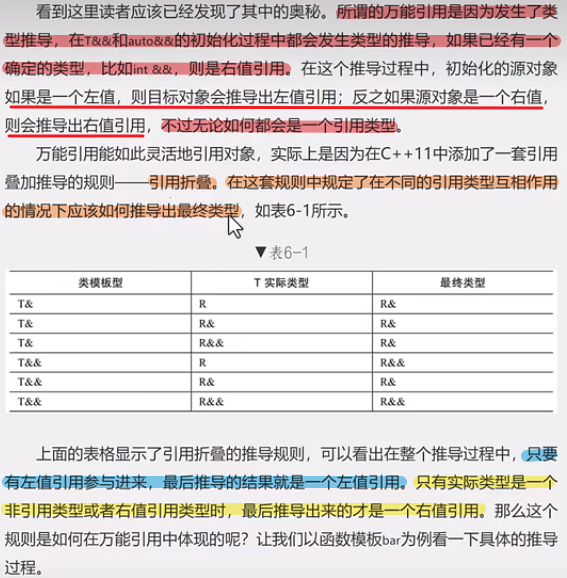 看到这里读者应该已经发现了其中的奥秘。所谓的万能引用是因为发生了类
型推导，在T&&和auto&&的初始化过程中都会发生类型的推导，如果已经有一个
确定的类型，比如int &&，则是右值引用。在这个推导过程中，初始化的源对象
如果是一个左值，则目标对象会推导出左值引用；反之如果源对象是一个右值，
则会推导出右值引用，不过无论如何都会是一个引用类型。
万能引用能如此灵活地引用对象，实际上是因为在C++11中添加了一套引用
叠加推导的规则——引用折叠。在这套规则中规定了在不同的引用类型互相作用
的情况下应该如何推导出最终类型，如表6-1所示。
▼表6-1
类模板型 T 实际类型 最终类型
T& R R&
T& R& R&
T& R&& R&
T&& R R&&
T&& R& R&
T&& R&& R&&
上面的表格显示了引用折叠的推导规则，可以看出在整个推导过程中，只要
有左值引用参与进来，最后推导的结果就是一个左值引用。只有实际类型是一个
非引用类型或者右值引用类型时，最后推导出来的才是一个右值引用。那么这个
规则是如何在万能引用中体现的呢？让我们以函数模板bar为例看一下具体的推导
过程。